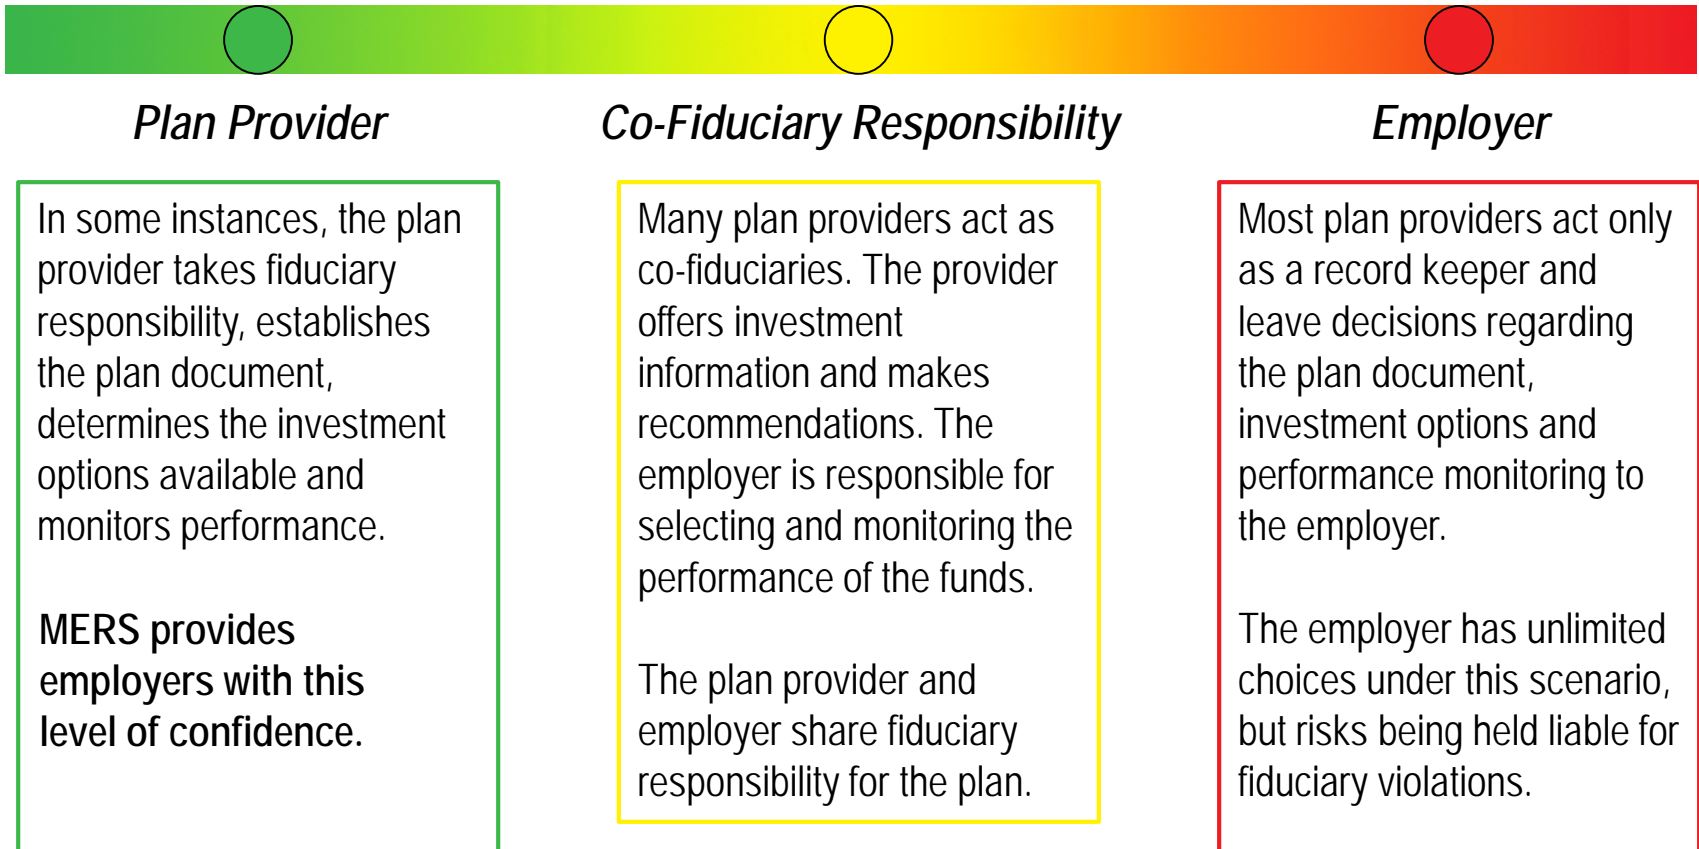 Plan Provider
In some instances, the plan
provider takes fiduciary
responsibility, establishes
the plan document,
determines the investment
options available and
monitors performance.
MERS provides
employers with this
level of confidence.
Co-Fiduciary Responsibility
Many plan providers act as
co-fiduciaries. The provider
offers investment
information and makes
recommendations. The
employer is responsible for
selecting and monitoring the
performance of the funds.
The plan provider and
employer share fiduciary
responsibility for the plan.
Employer
Most plan providers act only
as a record keeper and
leave decisions regarding
the plan document,
investment options and
performance monitoring to
the employer.
The employer has unlimited
choices under this scenario,
but risks being held liable for
fiduciary violations.